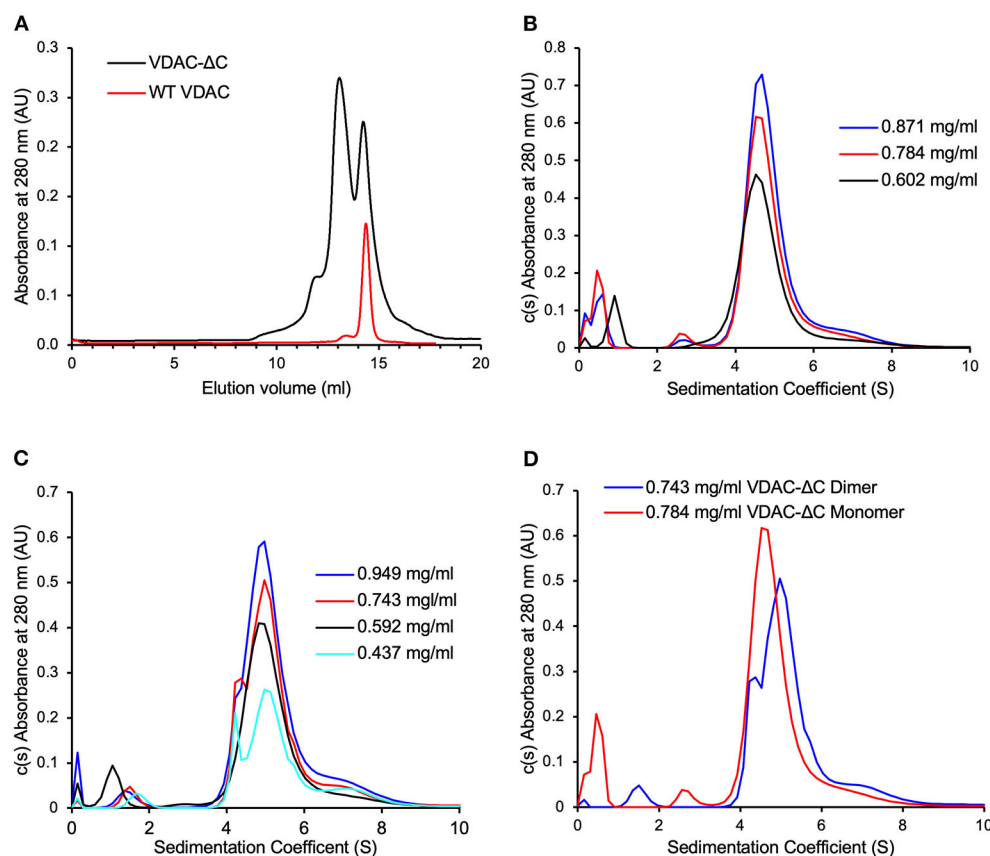 A
VDAC-ΔC
WT VDAC
Absorbance at 280 nm (AU)
0.3
0.3
0.2
0.2
0.1
0.1
0.0
0 5 10 15 20
Elution volume (ml)
B
0.871 mg/ml
0.784 mg/ml
0.602 mg/ml
c(s) Absorbance at 280 nm (AU)
0.8
0.7
0.6
0.5
0.4
0.3
0.2
0.1
0
0 2 4 6 8 10
Sedimentation Coefficient (S)
C
0.949 mg/ml
0.743 mgl/ml
0.592 mg/ml
0.437 mg/ml
c(s) Absorbance at 280 nm (AU)
0.7
0.6
0.5
0.4
0.3
0.2
0.1
0
0 2 4 6 8 10
Sedimentation Coefficent (S)
D
0.743 mg/ml VDAC-ΔC Dimer
0.784 mg/ml VDAC-ΔC Monomer
c(s) Absorbance at 280 nm (AU)
0.7
0.6
0.5
0.4
0.3
0.2
0.1
0
0 2 4 6 8 10
Sedimentation Coefficient (S)